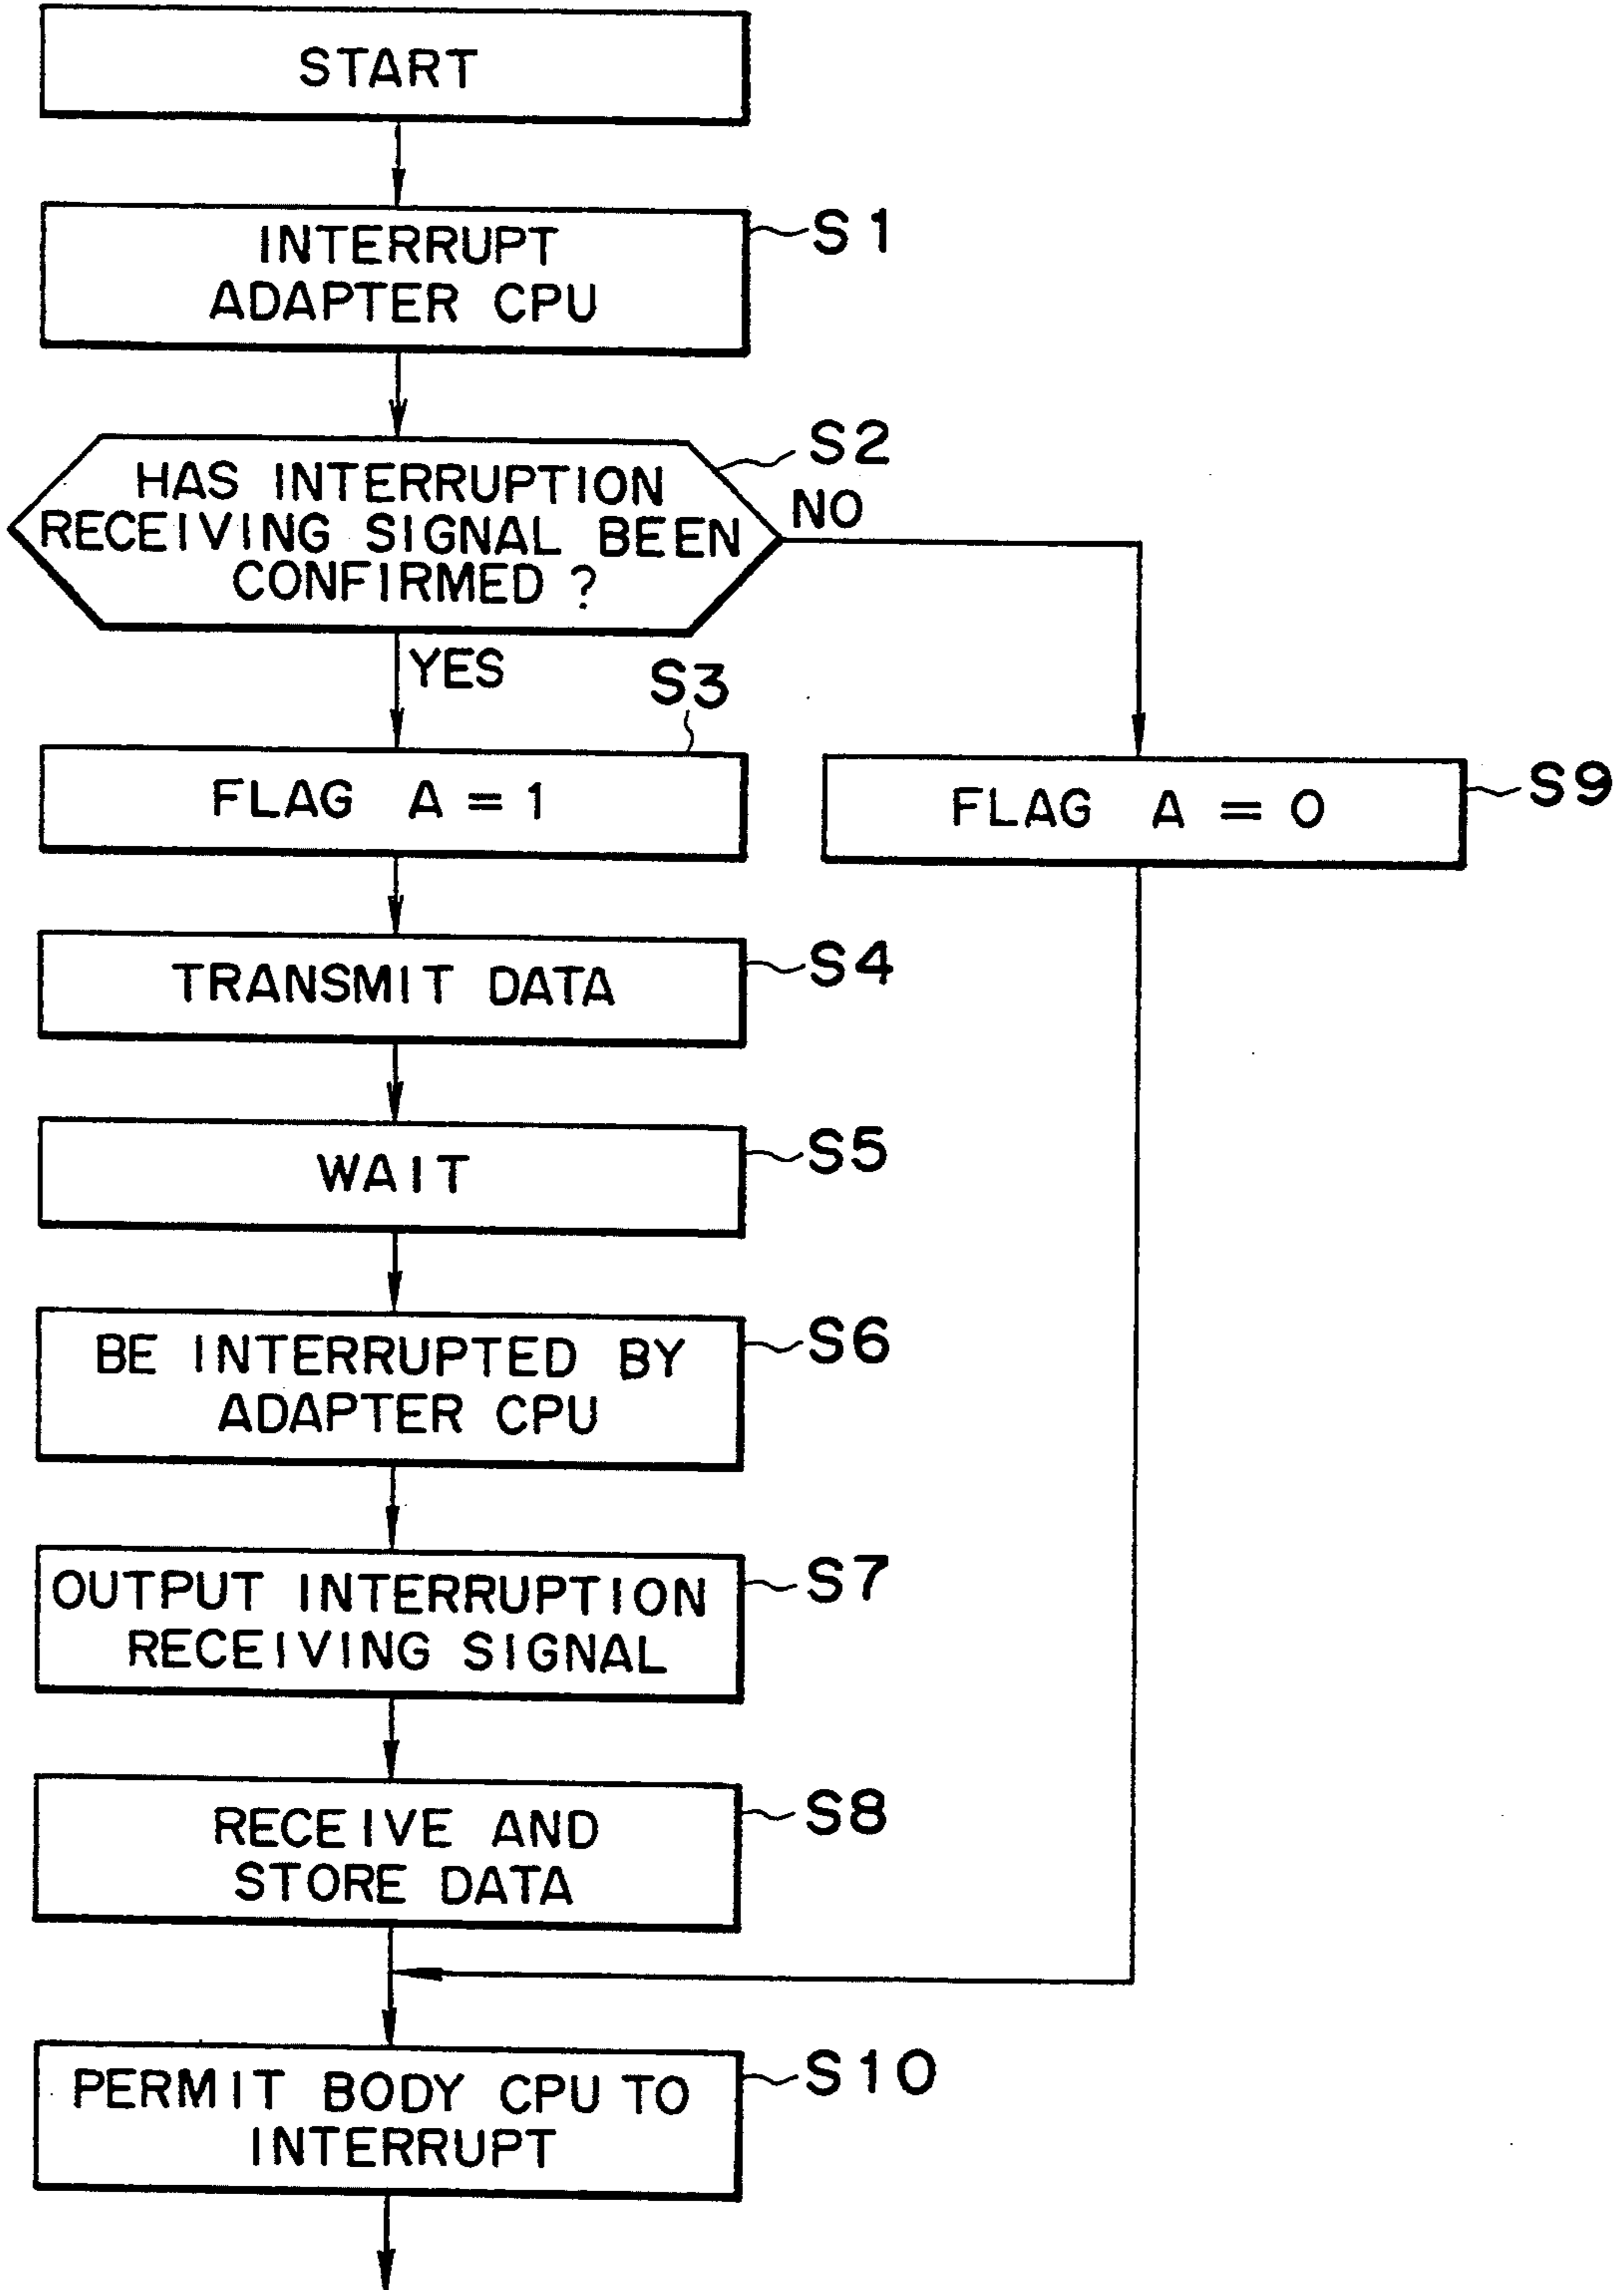 START
INTERRUPT
ADAPTER CPU
S1
HAS INTERRUPTION
RECEIVING SIGNAL BEEN
CONFIRMED ?
S2
NO
YES
S3
FLAG A = 1
FLAG A = 0
S9
TRANSMIT DATA
S4
WAIT
S5
BE INTERRUPTED BY
ADAPTER CPU
S6
OUTPUT INTERRUPTION
RECEIVING SIGNAL
S7
RECEIVE AND
STORE DATA
S8
PERMIT BODY CPU TO
INTERRUPT
S10